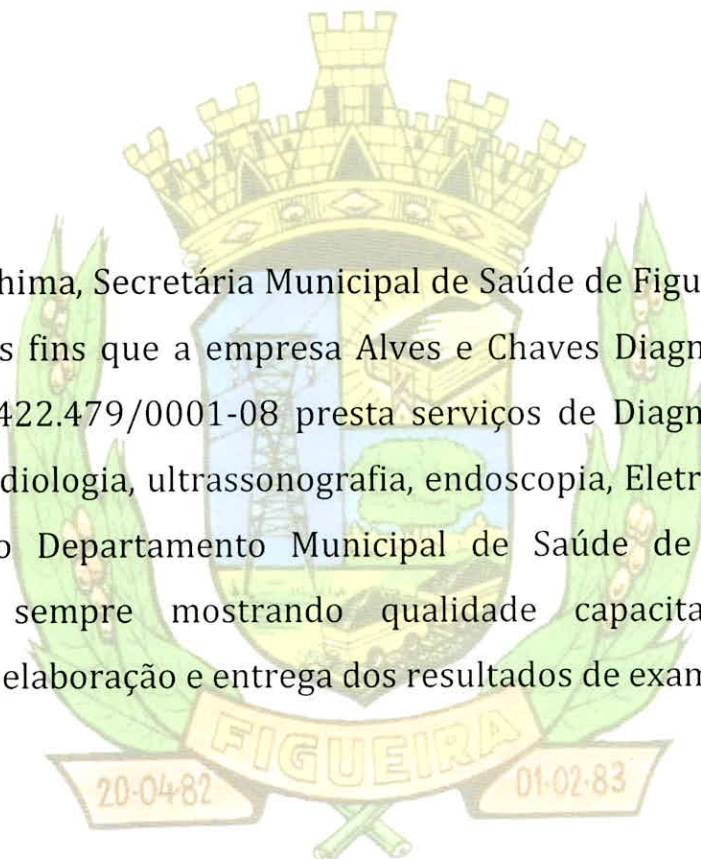 hima, Secretária Municipal de Saúde de Figu
s fins que a empresa Alves e Chaves Diagn
422.479/0001-08 presta serviços de Diagn
diologia, ultrassonografia, endoscopia, Eletr
o Departamento Municipal de Saúde de
sempre mostrando qualidade capacita
elaboração e entrega dos resultados de exam
FIGUEIRA
20-04-82 01-02-83